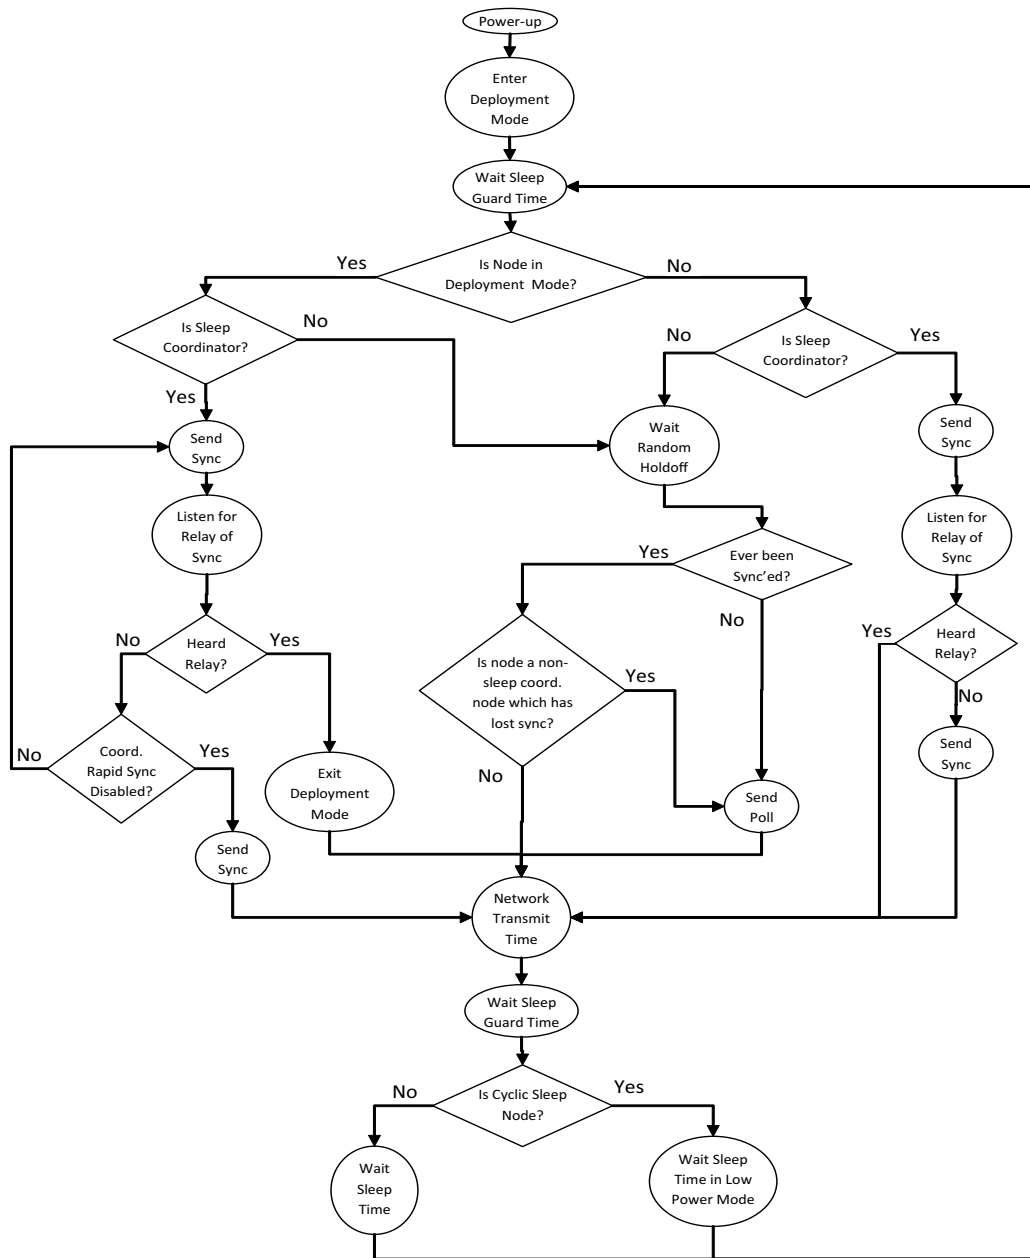 Power-up
Enter
Deployment
Mode
Wait Sleep
Guard Time
Is Node in
Deployment Mode?
Yes
No
Is Sleep
Coordinator?
No
Yes
Is Sleep
Coordinator?
No
Yes
Send
Sync
Wait
Random
Holdoff
Send
Sync
Listen for
Relay of
Sync
Ever been
Sync'ed?
Yes
No
Listen for
Relay of
Sync
Heard
Relay?
No
Yes
Is node a non-
sleep coord.
node which has
lost sync?
Yes
No
Heard
Relay?
Yes
No
Coord.
Rapid Sync
Disabled?
No
Yes
Exit
Deployment
Mode
Send
Poll
Send
Sync
Send
Sync
Network
Transmit
Time
Wait Sleep
Guard Time
Is Cyclic Sleep
Node?
No
Yes
Wait
Sleep
Time
Wait Sleep
Time in Low
Power Mode